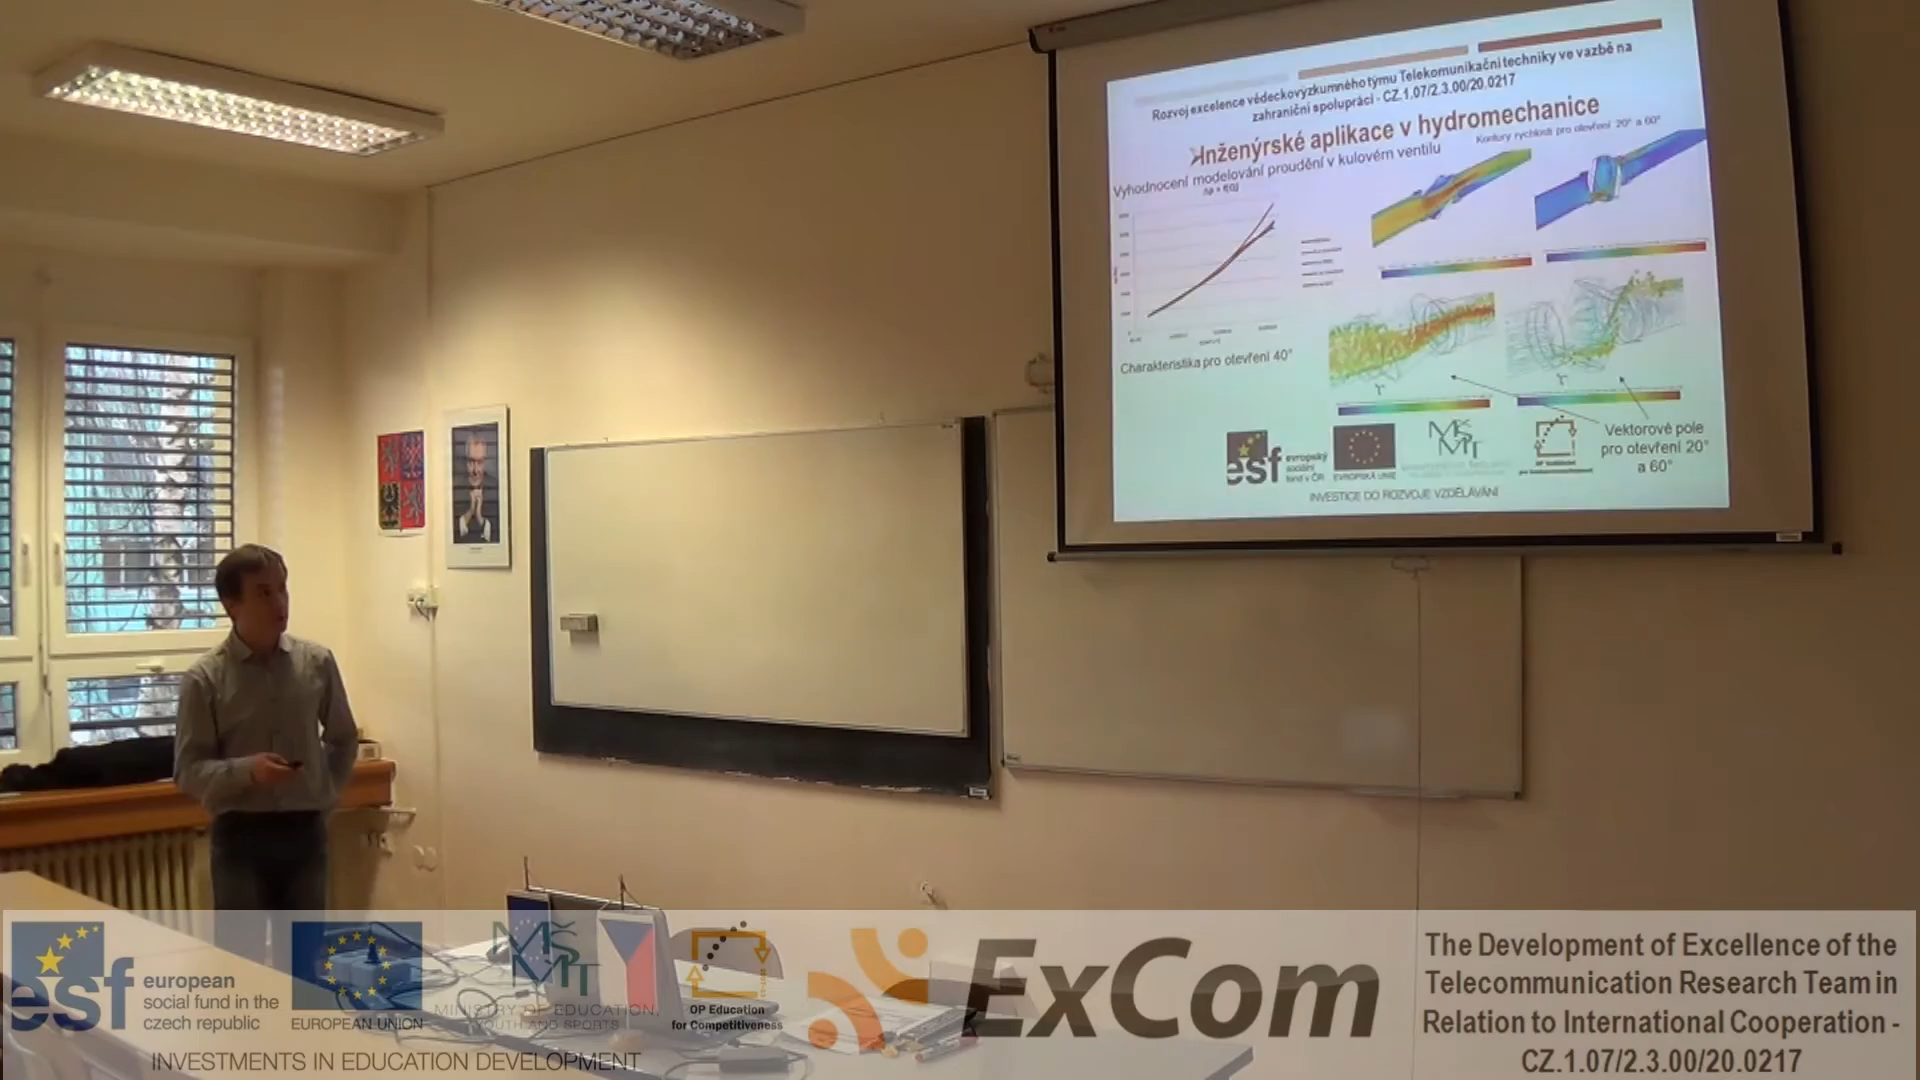 Rozvoj excelence vědeckovýzkumného týmu Telekomunikační techniky ve vazbě na
zahraniční spolupráci - CZ.1.07/2.3.00/20.0217
Inženýrské aplikace v hydromechanice
Vyhodnocení modelování proudění v kulovém ventilu
Kontury rychlosti pro otevření 20° a 60°
Charakteristika pro otevření 40°
Vektorové pole
pro otevření 20°
a 60°
esf
evropský
sociální
fond v ČR
EVROPSKÁ UNIE
MŠMT
OP Vzdělávání
INVESTICE DO ROZVOJE VZDĚLÁVÁNÍ
esf
european
social fund in the
czech republic
EUROPEAN UNION
MŠMT
MINISTRY OF EDUCATION,
YOUTH AND SPORTS
OP Education
for Competitiveness
INVESTMENTS IN EDUCATION DEVELOPMENT
ExCom
The Development of Excellence of the
Telecommunication Research Team in
Relation to International Cooperation -
CZ.1.07/2.3.00/20.0217